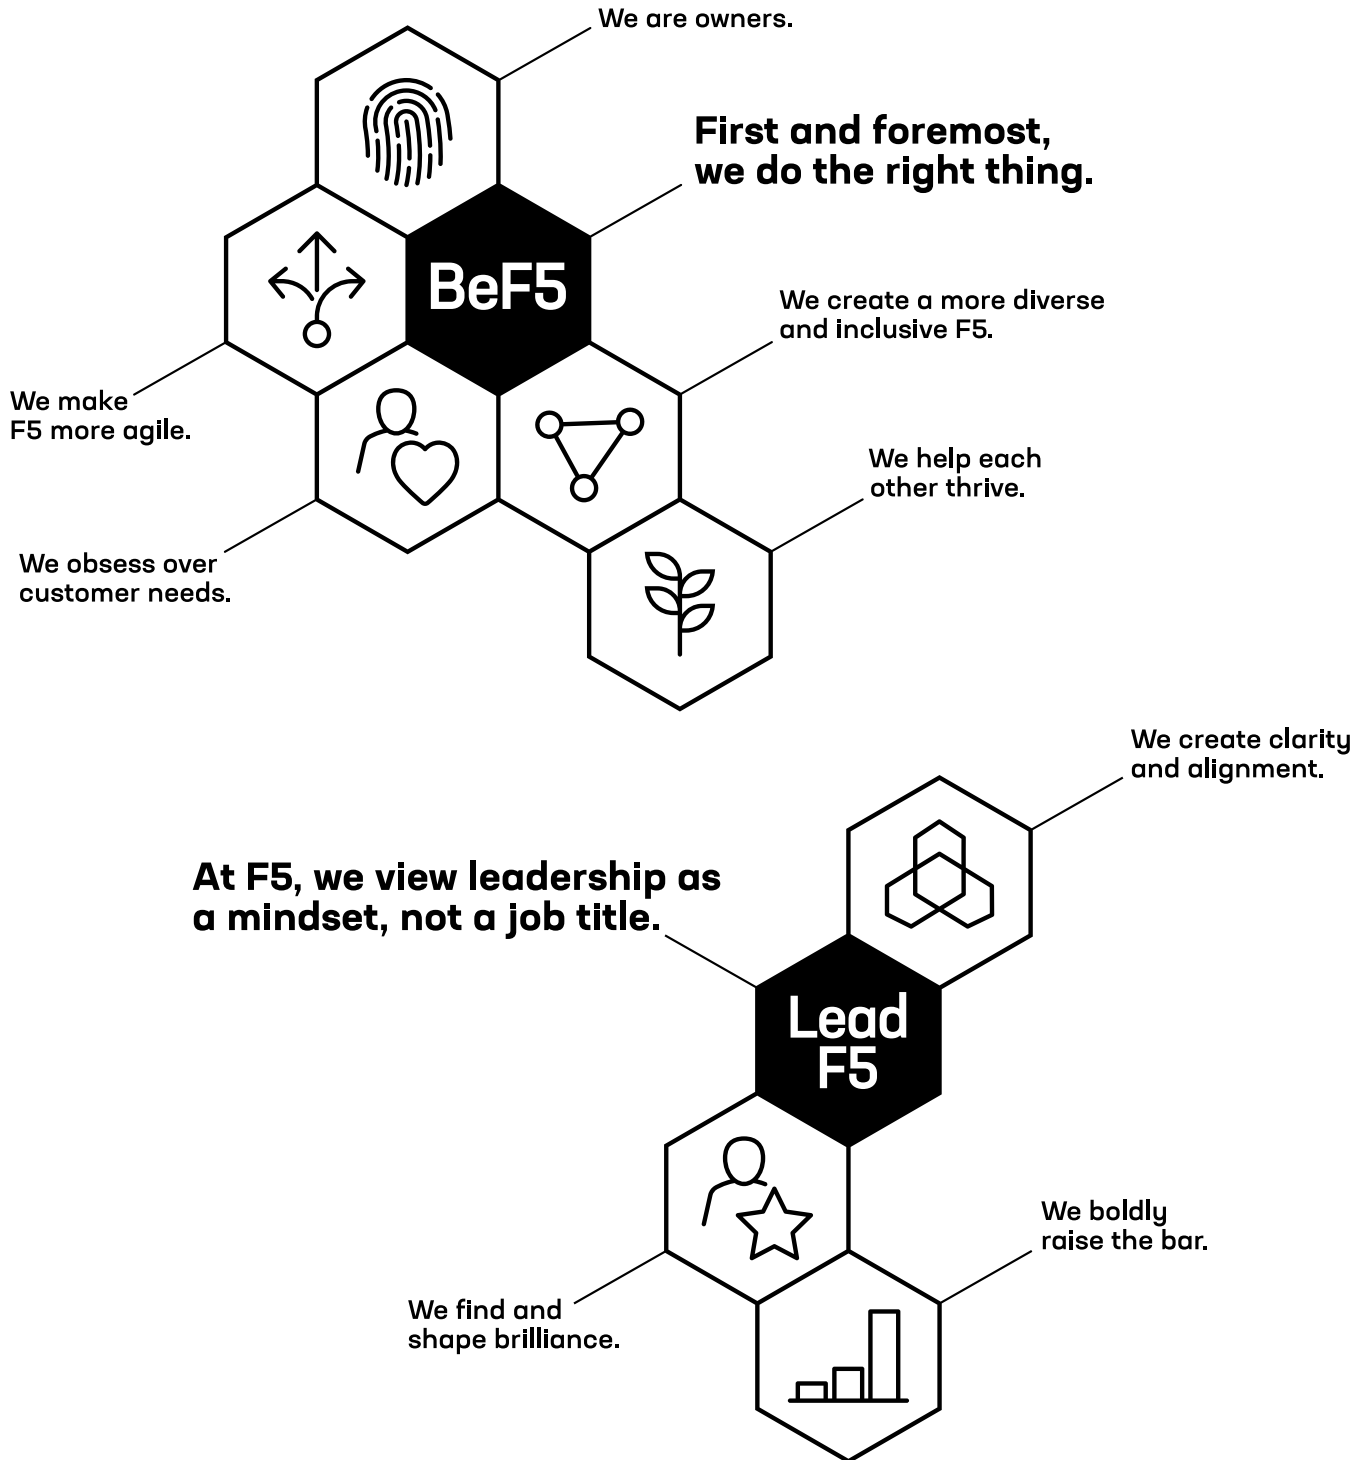 We are owners.
First and foremost,
we do the right thing.
BeF5
We create a more diverse
and inclusive F5.
We make
F5 more agile.
We help each
other thrive.
We obsess over
customer needs.
We create clarity
and alignment.
At F5, we view leadership as
a mindset, not a job title.
Lead
F5
We boldly
raise the bar.
We find and
shape brilliance.